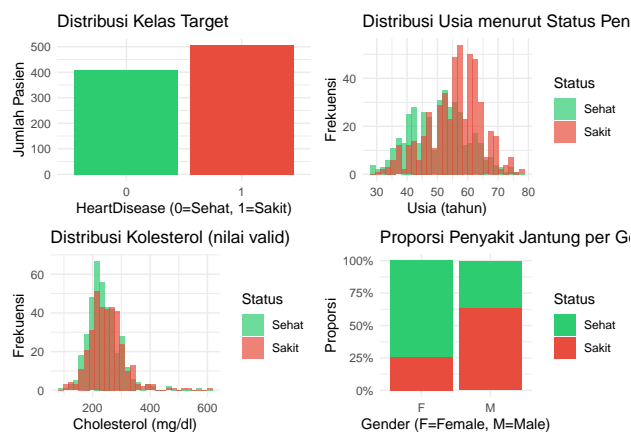 Distribusi Kelas Target
500
400
300
200
100
0
Jumlah Pasien
0
1
HeartDisease (0=Sehat, 1=Sakit)
Distribusi Usia menurut Status Pen
40
20
0
Frekuensi
30
40
50
60
70
80
Usia (tahun)
Status
Sehat
Sakit
Distribusi Kolesterol (nilai valid)
60
40
20
0
Frekuensi
200
400
600
Cholesterol (mg/dl)
Status
Sehat
Sakit
Proporsi Penyakit Jantung per Ge
100%
75%
50%
25%
0%
Proporsi
F
M
Gender (F=Female, M=Male)
Status
Sehat
Sakit